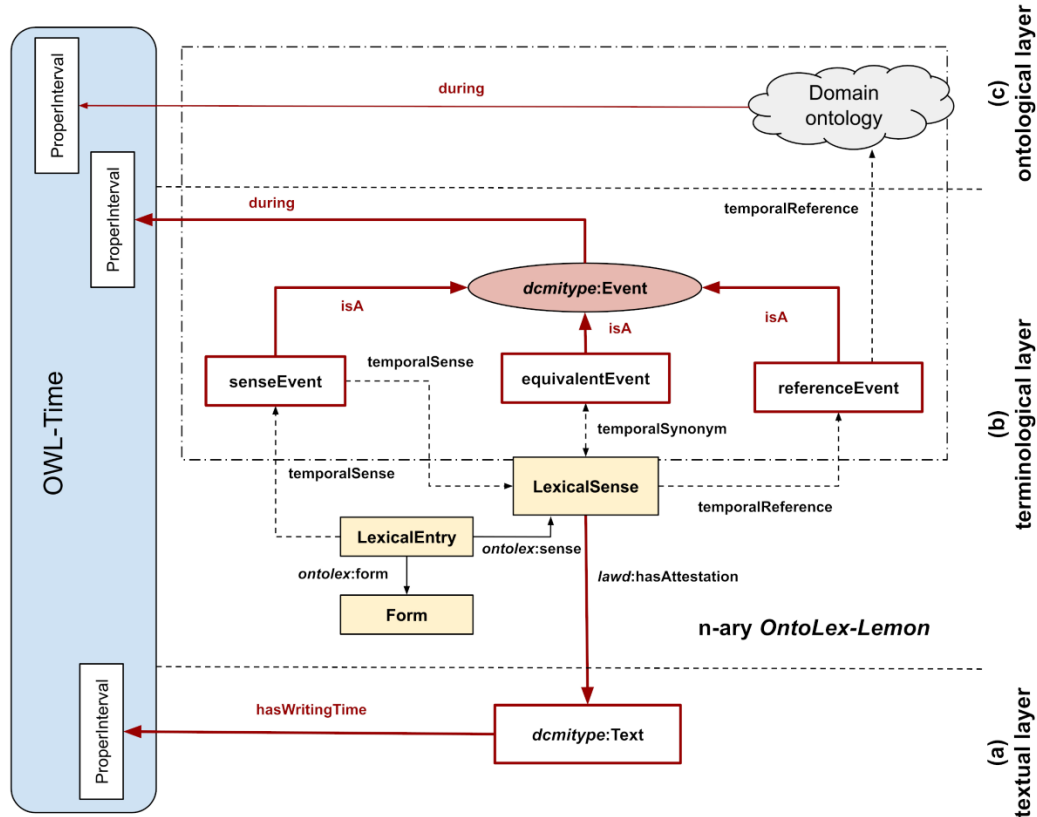 OWL-Time
ProperInterval
during
Domain
ontology
(c)
ontological layer
ProperInterval
during
temporalReference
dcmitype:Event
isA
isA
isA
senseEvent
temporalSense
equivalentEvent
referenceEvent
temporalSynonym
(b)
terminological layer
temporalSense
LexicalSense
temporalReference
LexicalEntry
ontolex:sense
ontolex:form
lawd:hasAttestation
Form
n-ary OntoLex-Lemon
ProperInterval
hasWritingTime
dcmitype:Text
(a)
textual layer